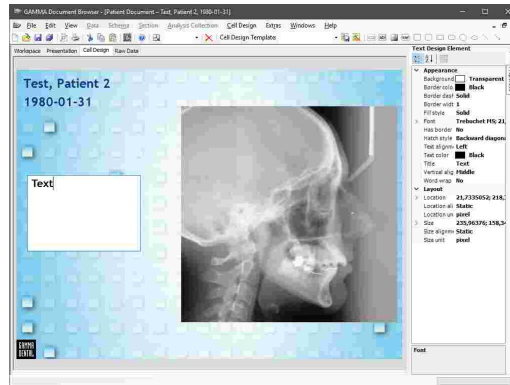 GAMMA Document Browser - [Patient Document - Test, Patient 2, 1980-01-31]
File Edit View Data Schema Section Analysis Collection Cell Design Extras Windows Help
Cell Design Template
Workspace Presentation Cell Design Raw Data
Test, Patient 2
1980-01-31
Text
GAMMA
DENTAL
Text Design Element
Appearance
Background Transparent
Border colo Black
Border dasl Solid
Border widt 1
Fill style Solid
Font Trebuchet MS; 21,
Has border No
Hatch style Backward diagona
Text alignm Left
Text color Black
Title Text
Vertical alig Middle
Word wrap No
Layout
Location 21,7335052; 218,
Location ali Static
Location un pixel
Size 235,96376; 158,3
Size alignm Static
Size unit pixel
Font